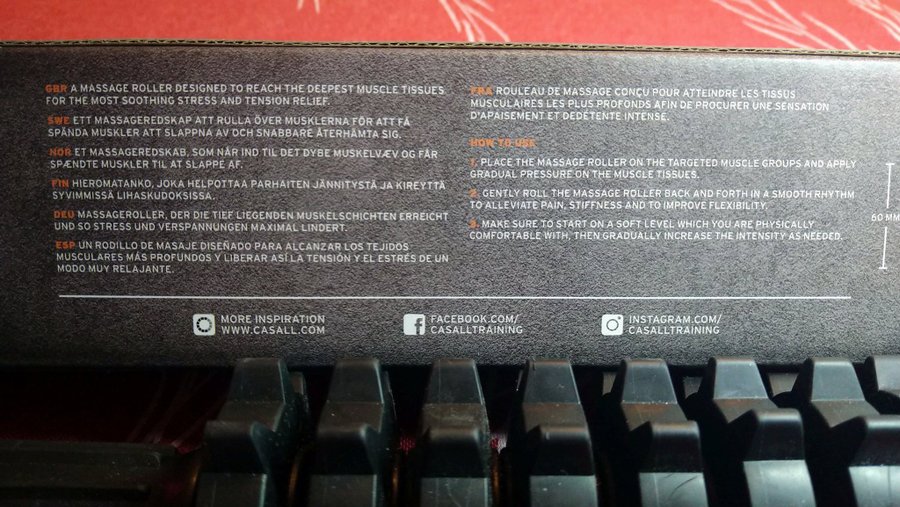 GBR A MASSAGE ROLLER DESIGNED TO REACH THE DEEPEST MUSCLE TISSUES
FOR THE MOST SOOTHING STRESS AND TENSION RELIEF.
SWE ETT MASSAGEREDSKAP ATT RULLA ÖVER MUSKLERNA FÖR ATT FÅ
SPÄNDA MUSKLER ATT SLAPPNA AV OCH SNABBARE ÅTERHÄMTA SIG.
NOR ET MASSAGEREDSKAB, SOM NÅR IND TIL DET DYBE MUSKELVÆV OG FÅR
SPÆNDTE MUSKLER TIL AT SLAPPE AF.
FIN HIEROMATANKO, JOKA HELPOTTAA PARHAITEN JÄNNITYSTÄ JA KIREYTTÄ
SYVIMMISSÄ LIHASKUDOKSISSA.
DEU MASSAGEROLLER, DER DIE TIEF LIEGENDEN MUSKELSCHICHTEN ERREICHT
UND SO STRESS UND VERSPANNUNGEN MAXIMAL LINDERT.
ESP UN RODILLO DE MASAJE DISEÑADO PARA ALCANZAR LOS TEJIDOS
MUSCULARES MÁS PROFUNDOS Y LIBERAR ASÍ LA TENSIÓN Y EL ESTRÉS DE UN
MODO MUY RELAJANTE.
FRA ROULEAU DE MASSAGE CONÇU POUR ATTEINDRE LES TISSUS
MUSCULAIRES LES PLUS PROFONDS AFIN DE PROCURER UNE SENSATION
D'APAISEMENT ET DEDÉTENTE INTENSE.
HOW TO USE
1. PLACE THE MASSAGE ROLLER ON THE TARGETED MUSCLE GROUPS AND APPLY
GRADUAL PRESSURE ON THE MUSCLE TISSUES.
2. GENTLY ROLL THE MASSAGE ROLLER BACK AND FORTH IN A SMOOTH RHYTHM
TO ALLEVIATE PAIN, STIFFNESS AND TO IMPROVE FLEXIBILITY.
3. MAKE SURE TO START ON A SOFT LEVEL WHICH YOU ARE PHYSICALLY
COMFORTABLE WITH, THEN GRADUALLY INCREASE THE INTENSITY AS NEEDED.
60 MM
MORE INSPIRATION
WWW.CASALL.COM
FACEBOOK.COM/
CASALLTRAINING
INSTAGRAM.COM/
CASALLTRAINING